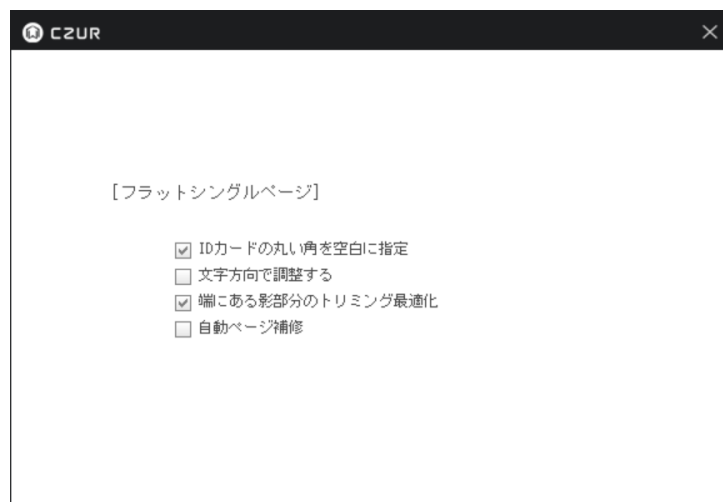 CZUR
[フラットシングルページ]
IDカードの丸い角を空白に指定
文字方向で調整する
端にある影部分のトリミング最適化
自動ページ補修